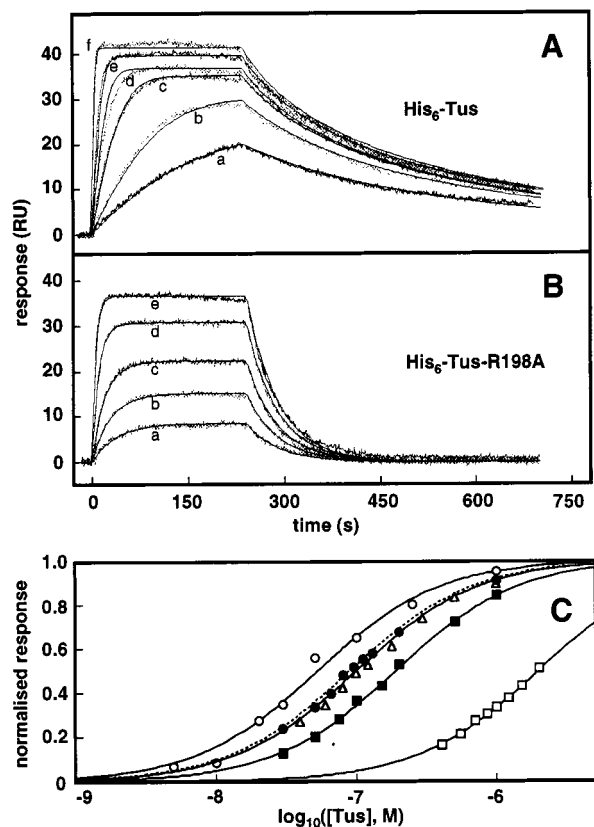 A
40
30
20
10
0
f
e
d
c
b
a
His6-Tus
response (RU)
B
40
30
20
10
0
e
d
c
b
a
His6-Tus-R198A
0 150 300 450 600 750
time (s)
C
1.0
0.8
0.6
0.4
0.2
0
normalised response
-9 -8 -7 -6
log10([Tus], M)